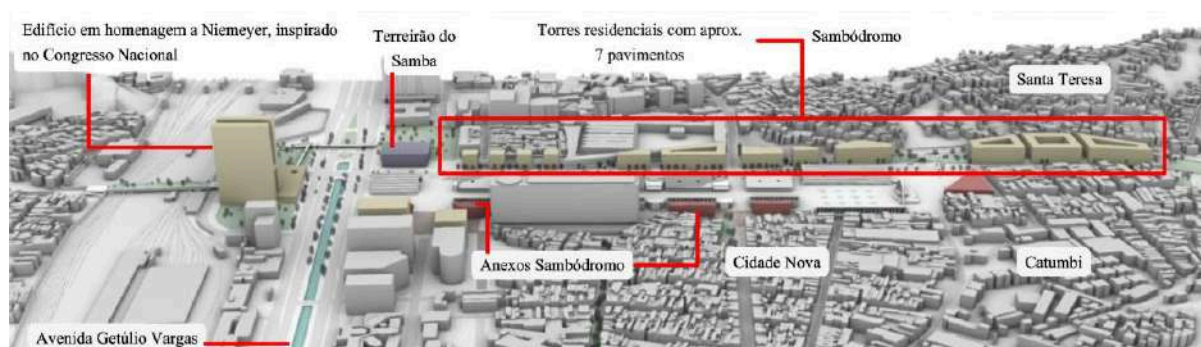 Edifício em homenagem a Niemeyer, inspirado
no Congresso Nacional
Terreirão do
Samba
Torres residenciais com aprox.
7 pavimentos
Sambódromo
Santa Teresa
Anexos Sambódromo
Cidade Nova
Catumbi
Avenida Getúlio Vargas